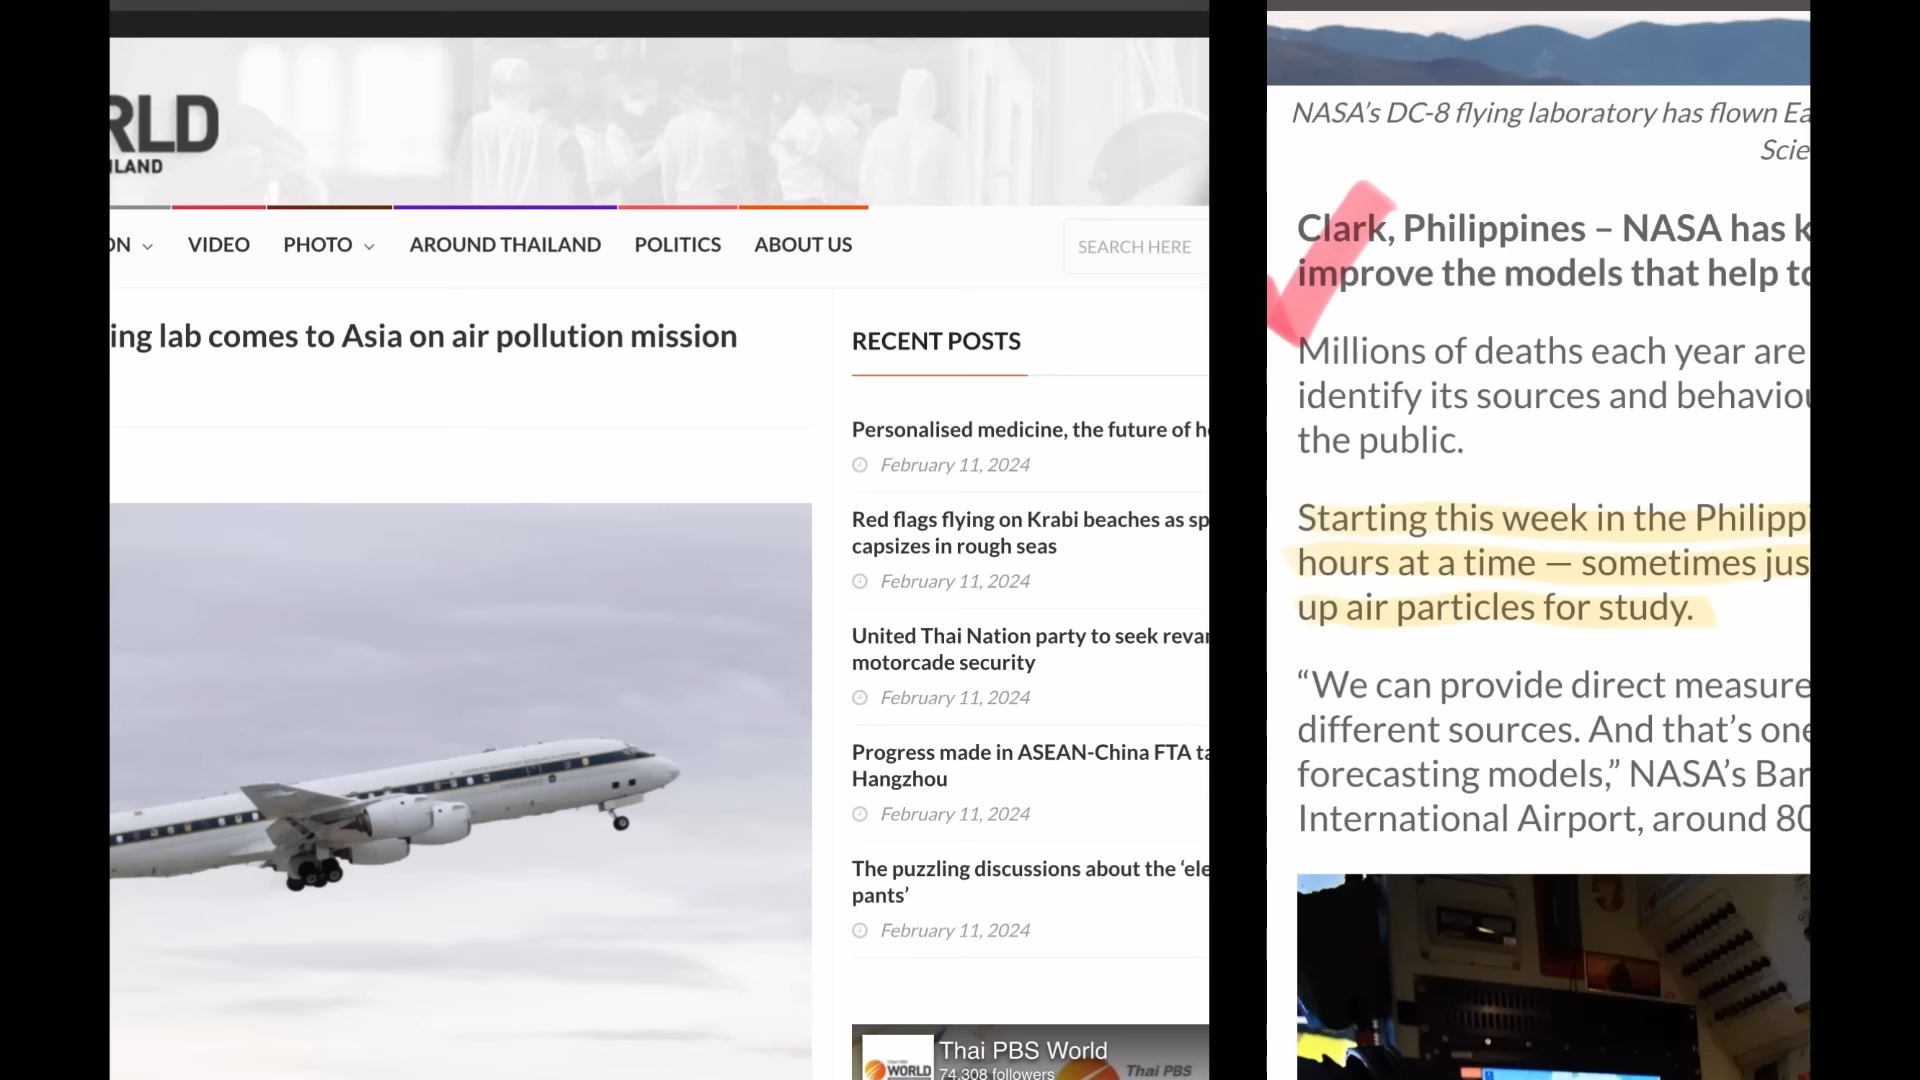 RLD
ILAND
ON
VIDEO
PHOTO
AROUND THAILAND
POLITICS
ABOUT US
SEARCH HERE
ing lab comes to Asia on air pollution mission
RECENT POSTS
Personalised medicine, the future of h
February 11, 2024
Red flags flying on Krabi beaches as sp
capsizes in rough seas
February 11, 2024
United Thai Nation party to seek revam
motorcade security
February 11, 2024
Progress made in ASEAN-China FTA ta
Hangzhou
February 11, 2024
The puzzling discussions about the ‘ele
pants’
February 11, 2024
WORLD
Thai PBS World
74,308 followers
Thai PBS
NASA’s DC-8 flying laboratory has flown Ea
Scie
Clark, Philippines – NASA has k
improve the models that help to
Millions of deaths each year are
identify its sources and behaviou
the public.
Starting this week in the Philippi
hours at a time — sometimes jus
up air particles for study.
“We can provide direct measure
different sources. And that’s one
forecasting models,” NASA’s Bar
International Airport, around 80